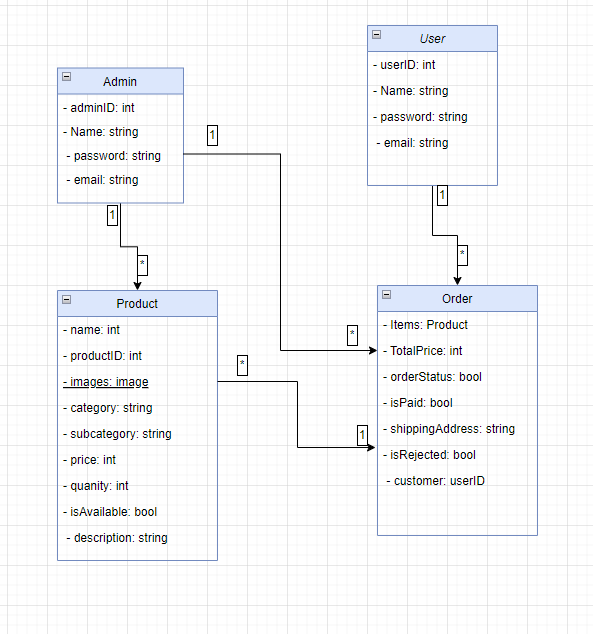 User
- userID: int
- Name: string
- password: string
- email: string
Admin
- adminID: int
- Name: string
- password: string
- email: string
1
1
*
1
*
Product
- name: int
- productID: int
- images: image
- category: string
- subcategory: string
- price: int
- quanity: int
- isAvailable: bool
- description: string
*
*
1
Order
- Items: Product
- TotalPrice: int
- orderStatus: bool
- isPaid: bool
- shippingAddress: string
- isRejected: bool
- customer: userID